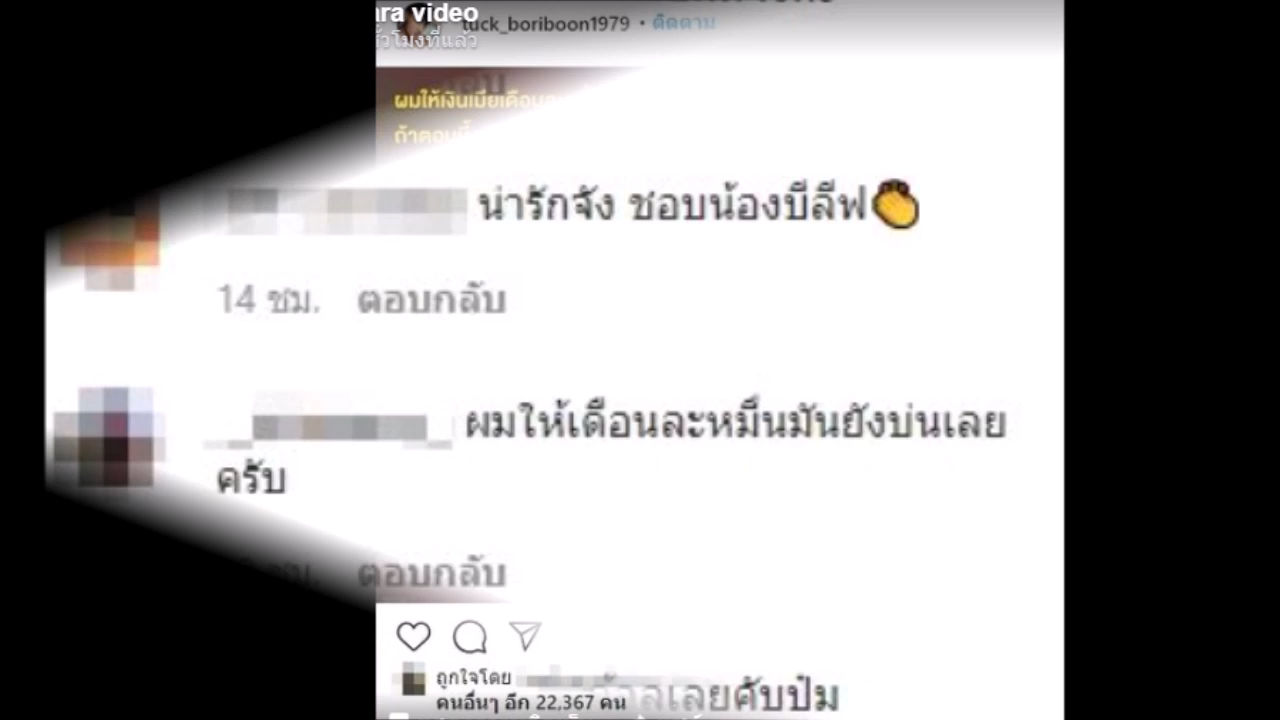 ara video
tuck_boriboon1979 • ติดตาม
ชั่วโมงที่แล้ว
ผมให้เงินเมียเดือนละ
ถ้าตอนนี้
น่ารักจัง ชอบน้องบีลีฟ👏
14 ชม. ตอบกลับ
ผมให้เดือนละหมื่นมันยังบ่นเลย
ครับ
ชม. ตอบกลับ
ถูกใจโดย
คนอื่นๆ อีก 22,367 คน
เลยคับป๋ม